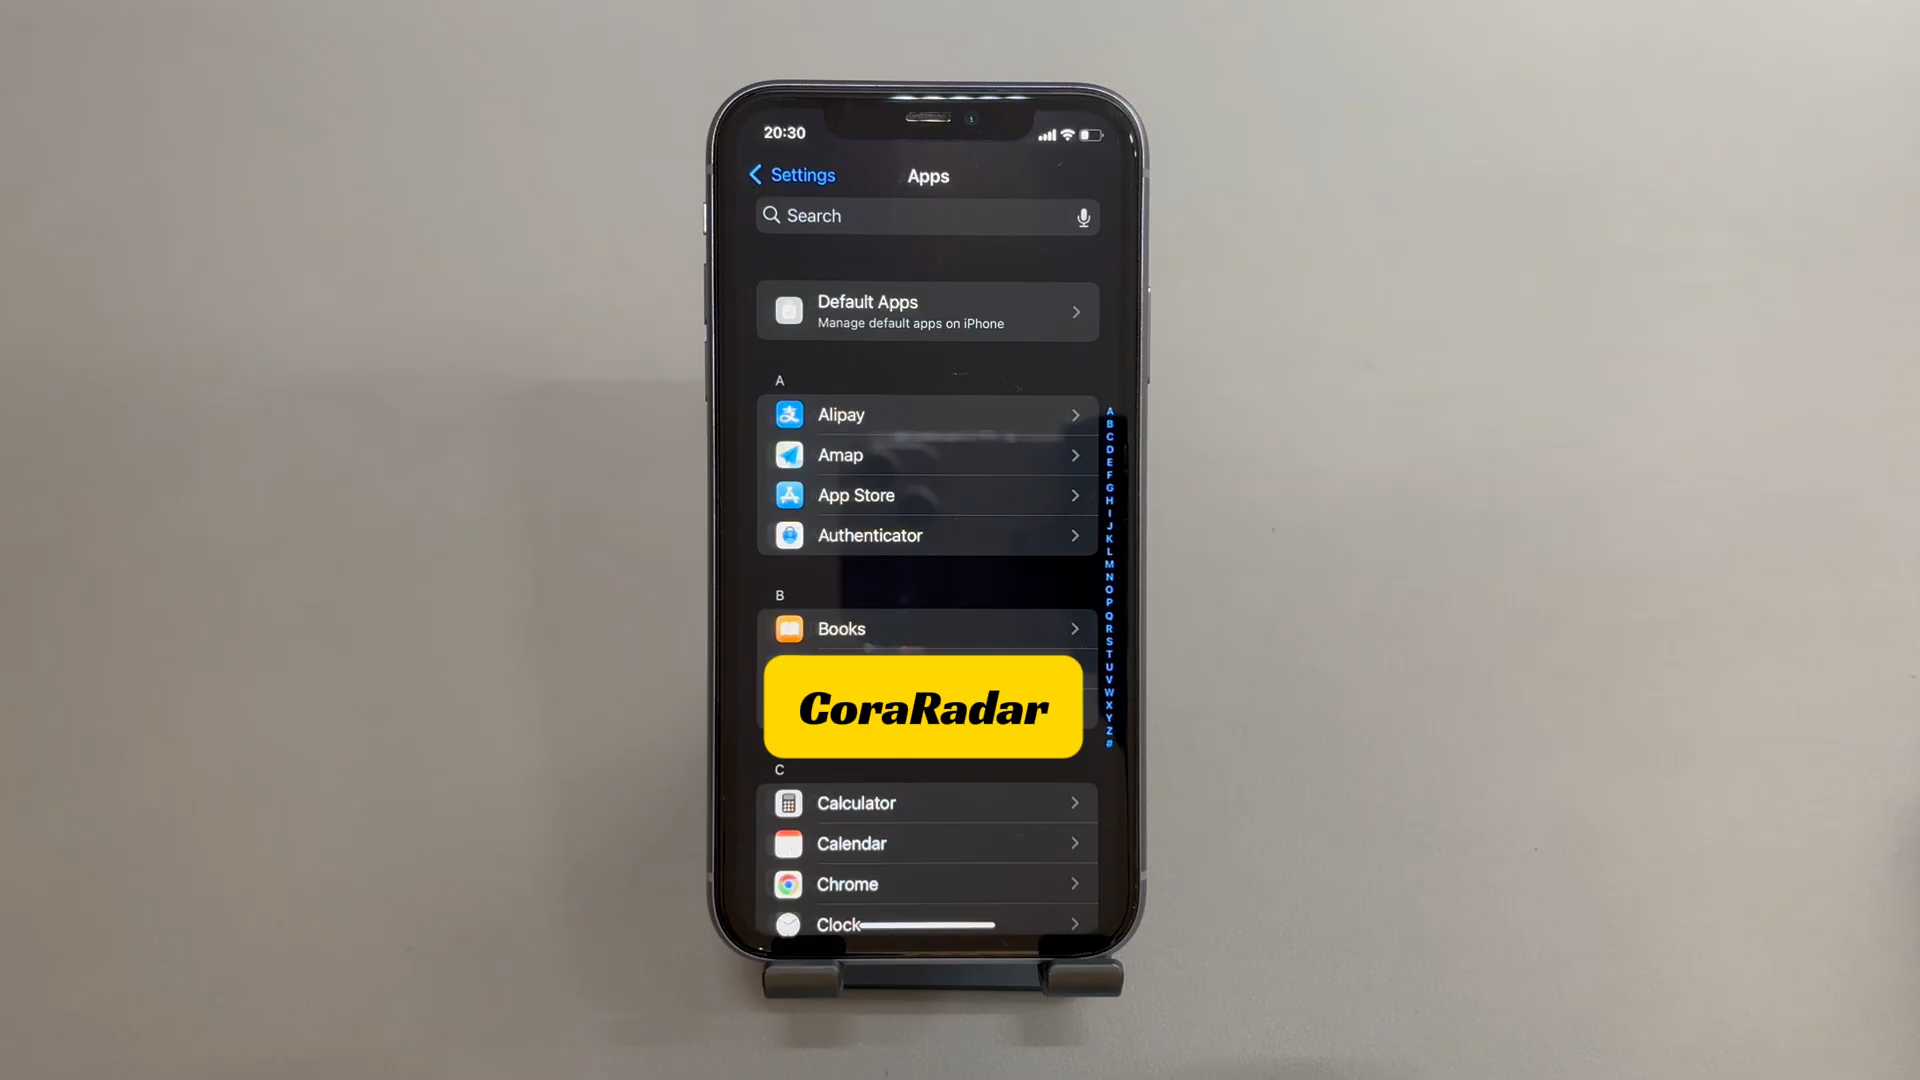 20:30
Settings
Apps
Search
Default Apps
Manage default apps on iPhone
A
Alipay
Amap
App Store
Authenticator
B
Books
CoraRadar
C
Calculator
Calendar
Chrome
Clock
A
B
C
D
E
F
G
H
I
J
K
L
M
N
O
P
Q
R
S
T
U
V
W
X
Y
Z
#